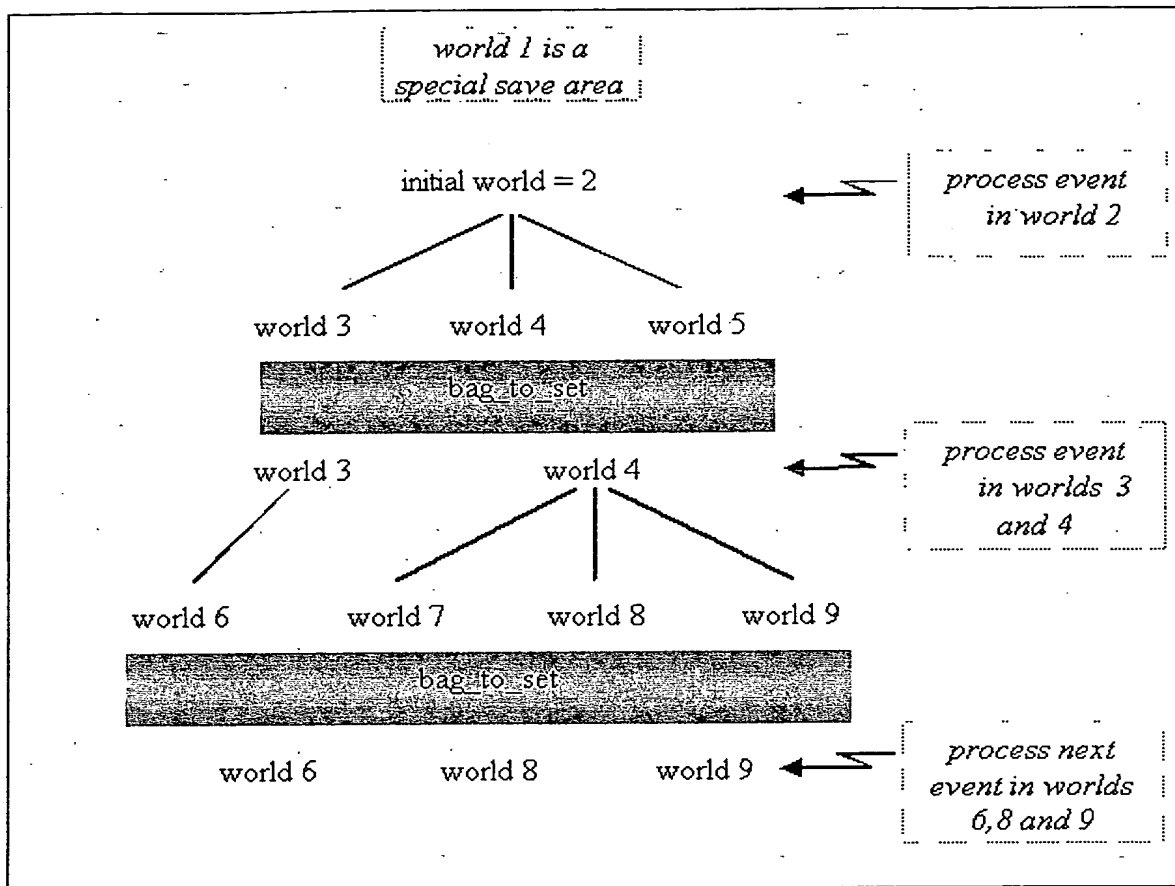 world 1 is a
special save area
initial world = 2
process event
in world 2
world 3 world 4 world 5
bag_to_set
world 3 world 4
process event
in worlds 3
and 4
world 6 world 7 world 8 world 9
bag_to_set
world 6 world 8 world 9
process next
event in worlds
6,8 and 9